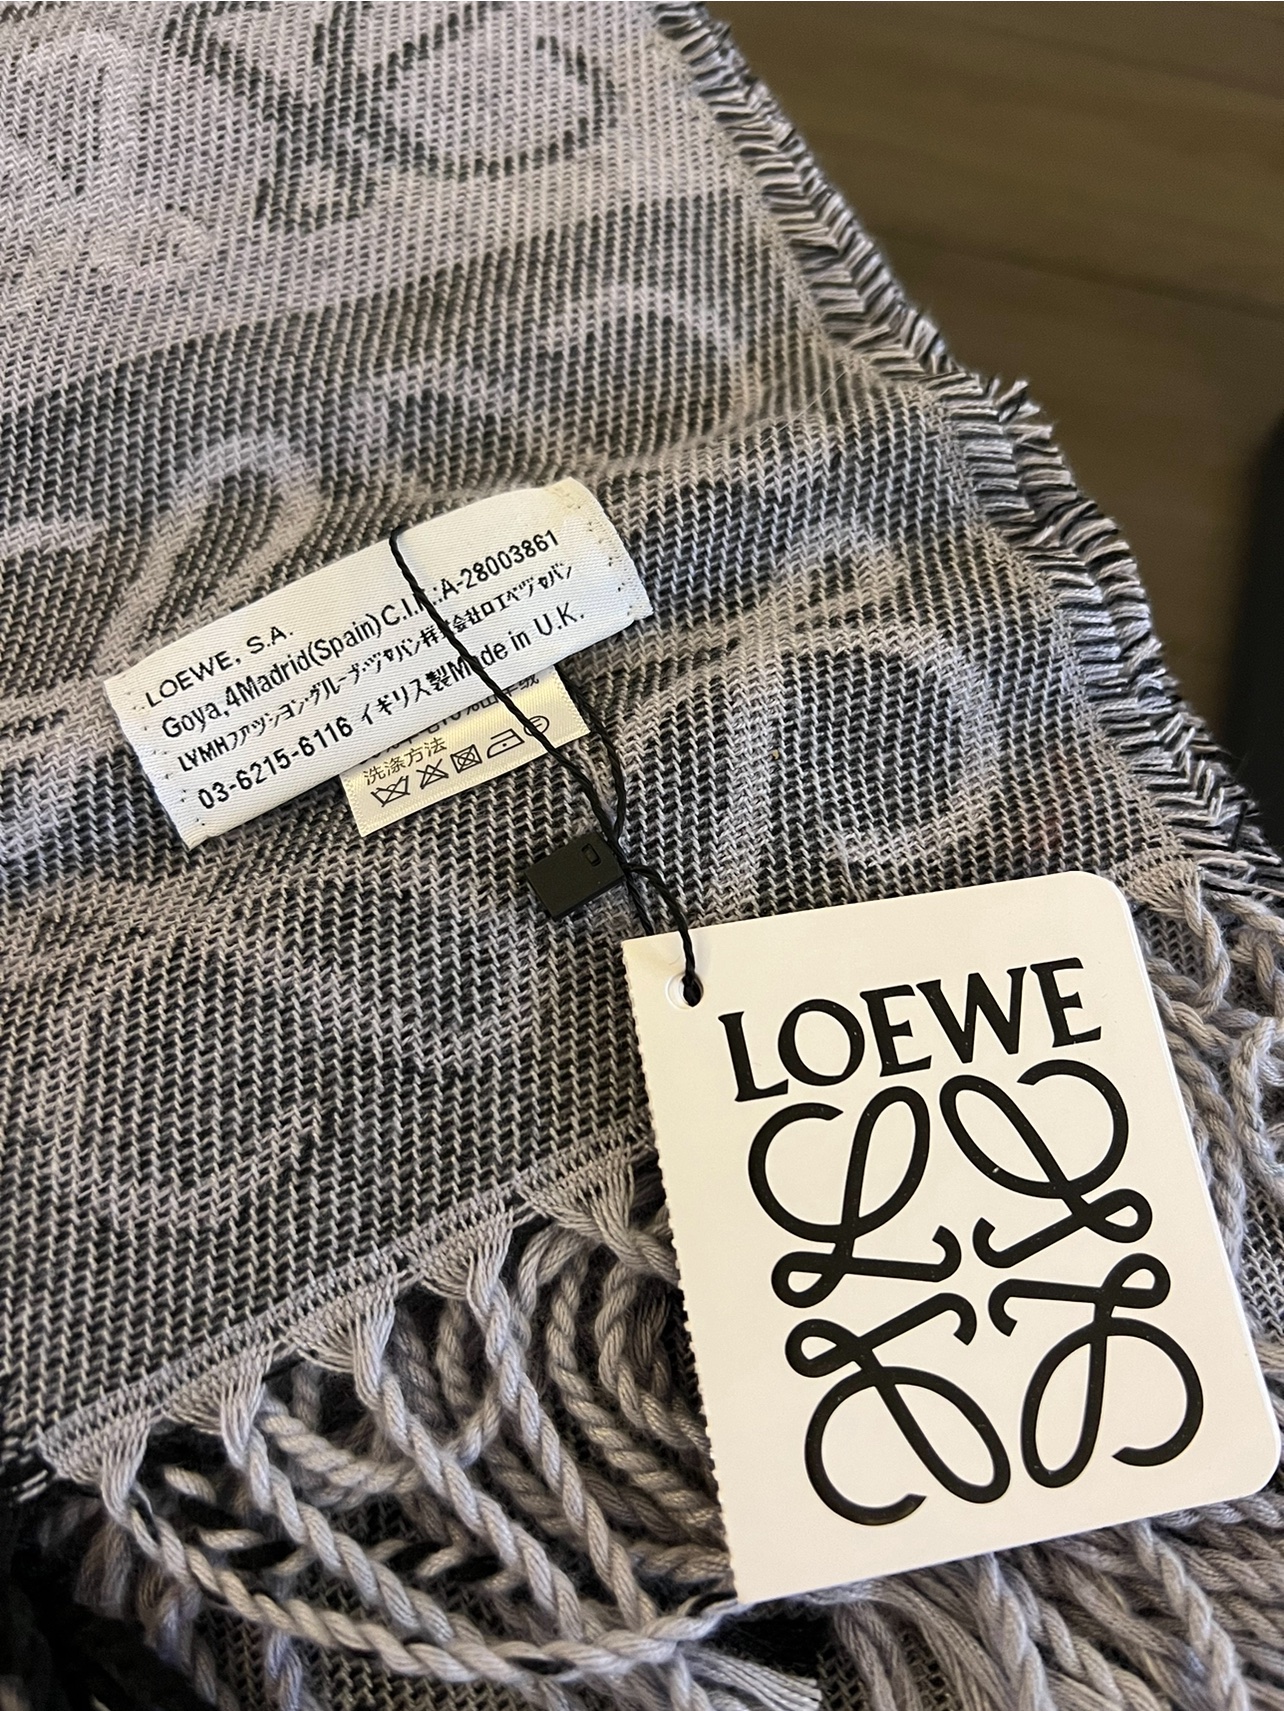 LOEWE, S.A.
Goya,4Madrid(Spain)C.I.F.:A-28003861
LVMHファッションググループ・ジャパン株式会社ロエベジャパン
03-6215-6116 イギリス製Made in U.K.
洗涤方法
LOEWE